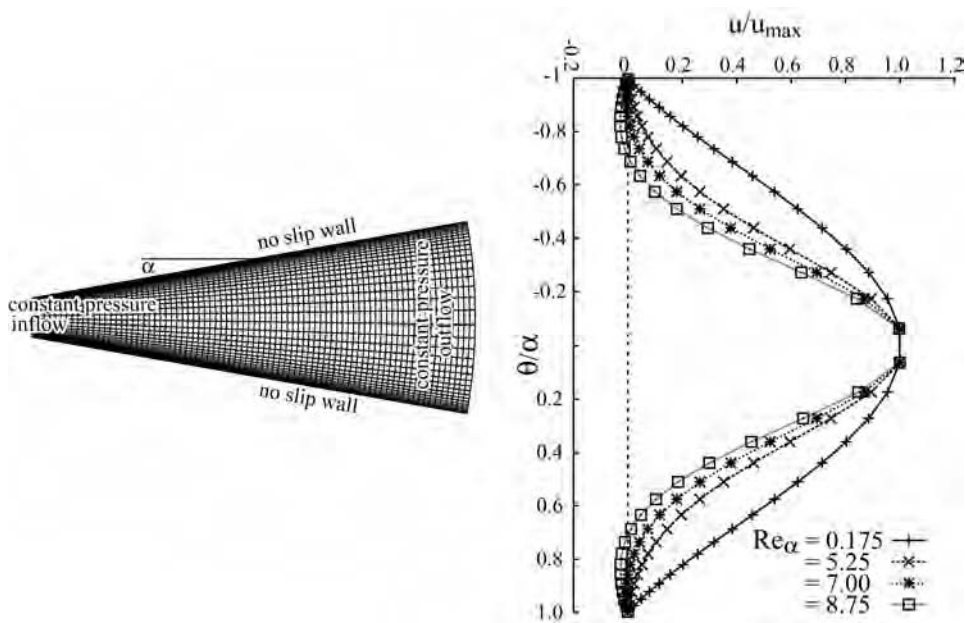 no slip wall
α
constant pressure
inflow
constant pressure
outflow
no slip wall
u/u_max
-0.2 0. 0.2 0.4 0.6 0.8 1.0 1.2
-1
-0.8
-0.6
-0.4
-0.2
θ/α
0.2
0.4
0.6
0.8
1.0
Re_α = 0.175
= 5.25
= 7.00
= 8.75